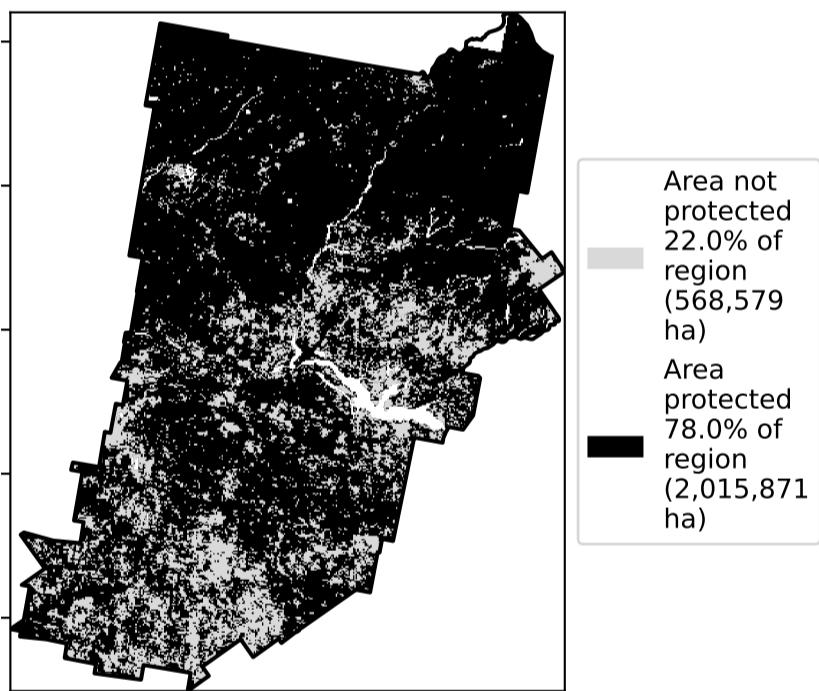 Area not
protected
22.0% of
region
(568,579
ha)
Area
protected
78.0% of
region
(2,015,871
ha)